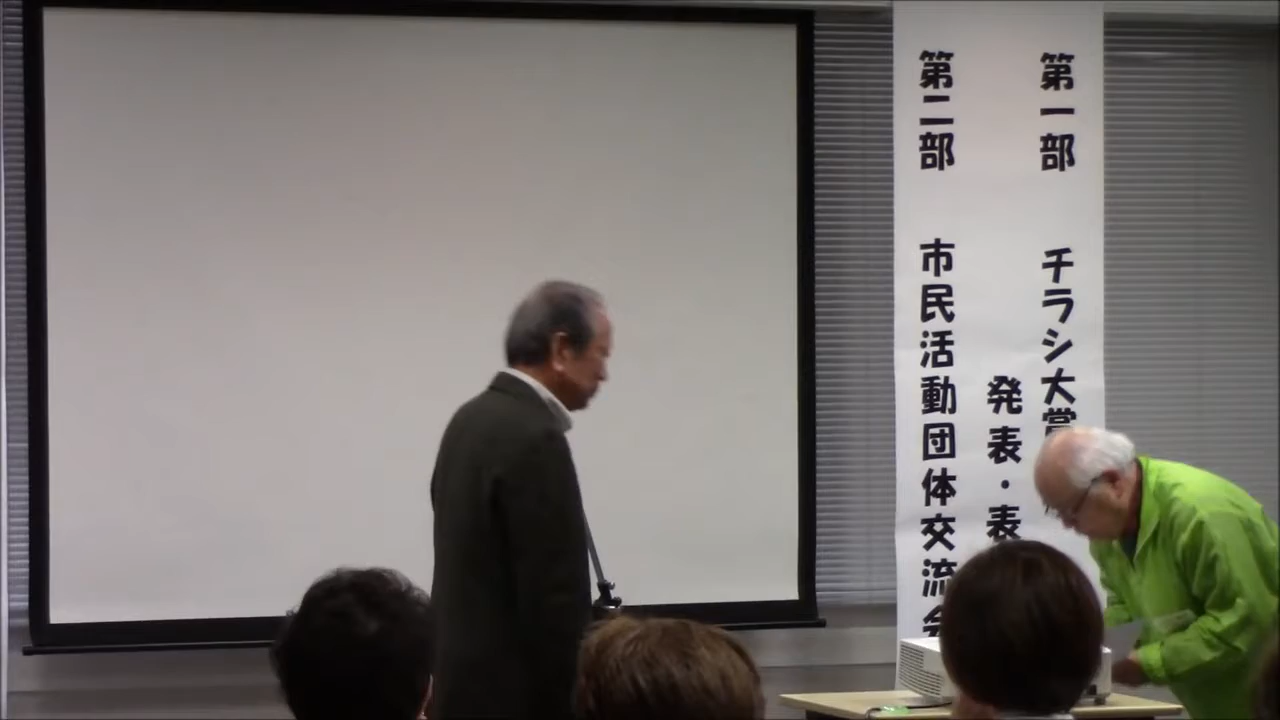 第一部 チラシ大賞
発表・表
第二部 市民活動団体交流会